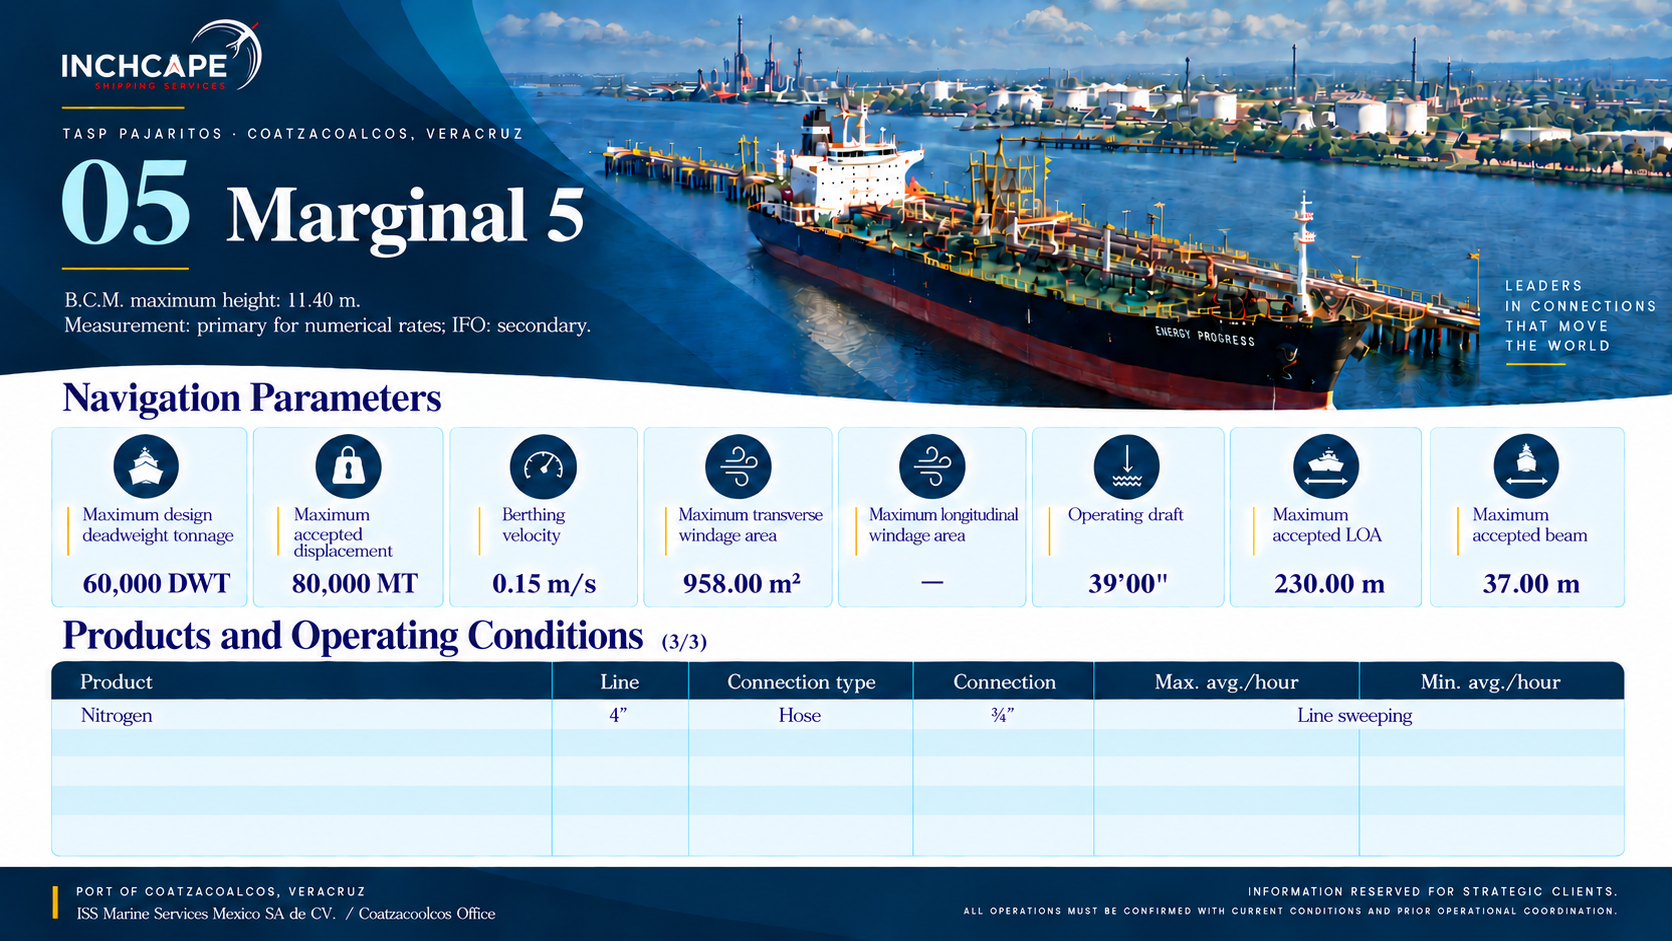 INCHCAPE
SHIPPING SERVICES
TASP PAJARITOS · COATZACOALCOS, VERACRUZ
05 Marginal 5
B.C.M. maximum height: 11.40 m.
Measurement: primary for numerical rates; IFO: secondary.
ENERGY PROGRESS
LEADERS
IN CONNECTIONS
THAT MOVE
THE WORLD
Navigation Parameters
Maximum design
deadweight tonnage
60,000 DWT
Maximum
accepted
displacement
80,000 MT
Berthing
velocity
0.15 m/s
Maximum transverse
windage area
958.00 m²
Maximum longitudinal
windage area
—
Operating draft
39’00"
Maximum
accepted LOA
230.00 m
Maximum
accepted beam
37.00 m
Products and Operating Conditions (3/3)
Product Line Connection type Connection Max. avg./hour Min. avg./hour
Nitrogen 4” Hose ¾” Line sweeping
PORT OF COATZACOALCOS, VERACRUZ
ISS Marine Services Mexico SA de CV. / Coatzacoolcos Office
INFORMATION RESERVED FOR STRATEGIC CLIENTS.
ALL OPERATIONS MUST BE CONFIRMED WITH CURRENT CONDITIONS AND PRIOR OPERATIONAL COORDINATION.